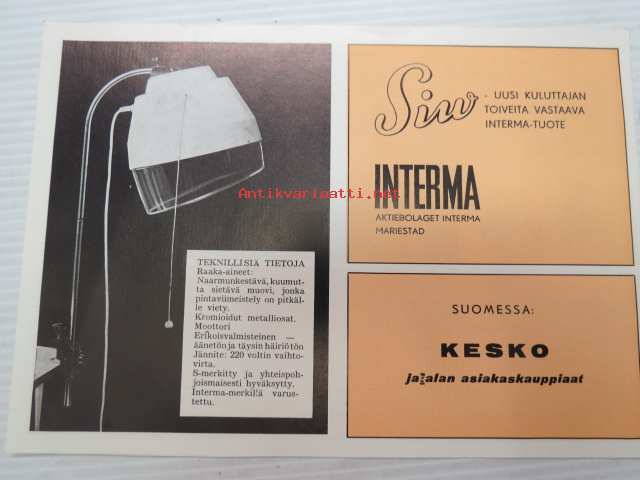 TEKNILLISIÄ TIETOJA
Raaka-aineet:
Naarmunkestävä, kuumut-
ta sietävä muovi, jonka
pintaviimeistely on pitkäl-
le viety.
Kromioidut metalliosat.
Moottori
Erikoisvalmisteinen —
äänetön ja täysin häiriötön
Jännite: 220 voltin vaihto-
virta.
S-merkitty ja yhteispoh-
joismaisesti hyväksytty.
Interma-merkillä varus-
tettu.
Siw
- UUSI KULUTTAJAN
TOIVEITA VASTAAVA
INTERMA-TUOTE
INTERMA
AKTIEBOLAGET INTERMA
MARIESTAD
SUOMESSA:
KESKO
ja alan asiakaskauppiaat
Antikvariaatti.net